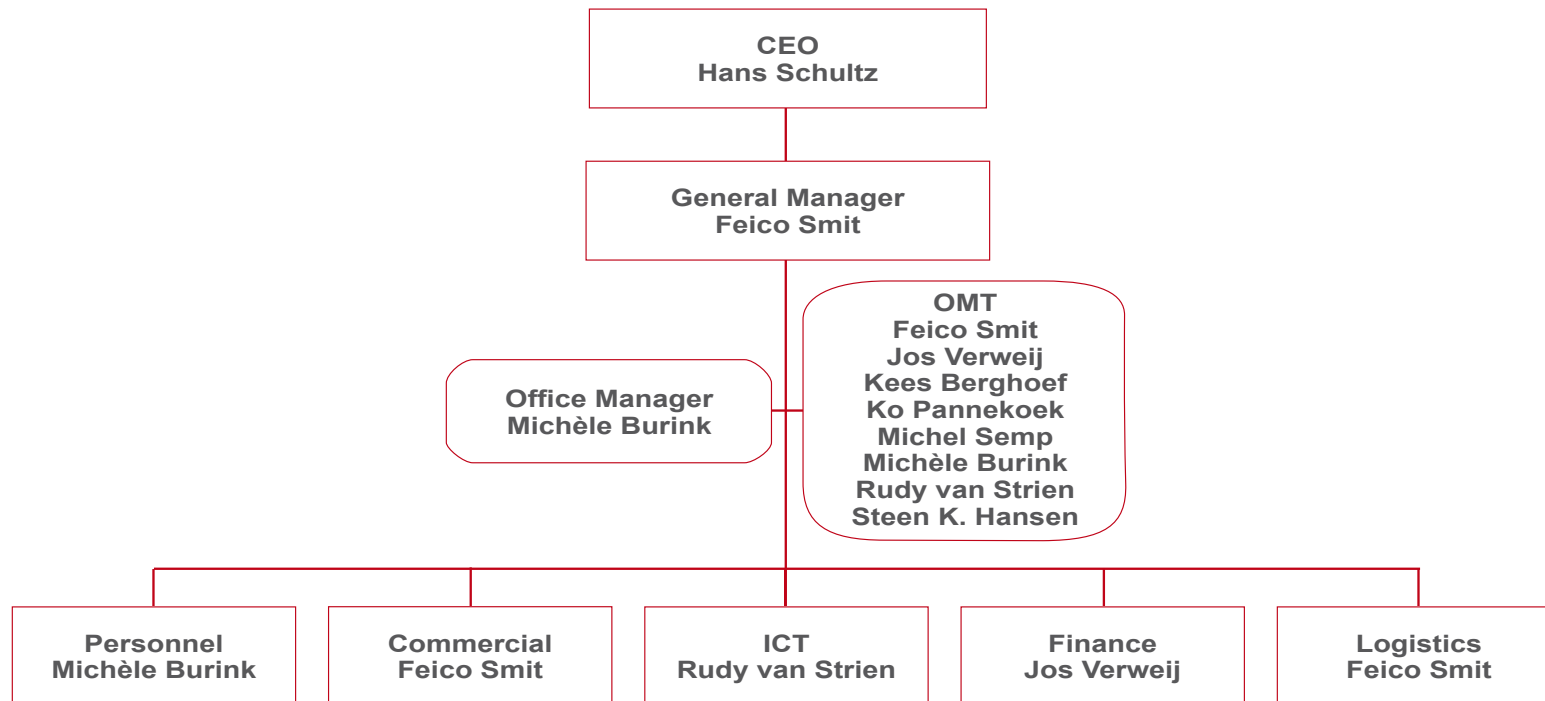 CEO
Hans Schultz
General Manager
Feico Smit
OMT
Feico Smit
Jos Verweij
Kees Berghoef
Ko Pannekoek
Michel Semp
Michèle Burink
Rudy van Strien
Steen K. Hansen
Office Manager
Michèle Burink
Personnel
Michèle Burink
Commercial
Feico Smit
ICT
Rudy van Strien
Finance
Jos Verweij
Logistics
Feico Smit